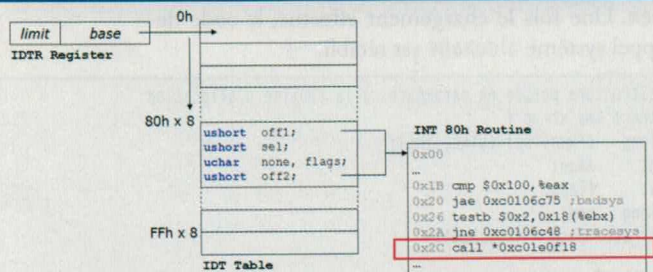 0h
limit base
IDTR Register
80h x 8
ushort off1;
ushort sel;
uchar none, flags;
ushort off2;
FFh x 8
IDT Table
INT 80h Routine
0x00
…
0x1B cmp $0x100,%eax
0x20 jae 0xc0106c75 ;badsys
0x26 testb $0x2,0x18(%ebx)
0x2A jne 0xc0106c48 ;tracesys
0x2C call *0xc01e0f18
…